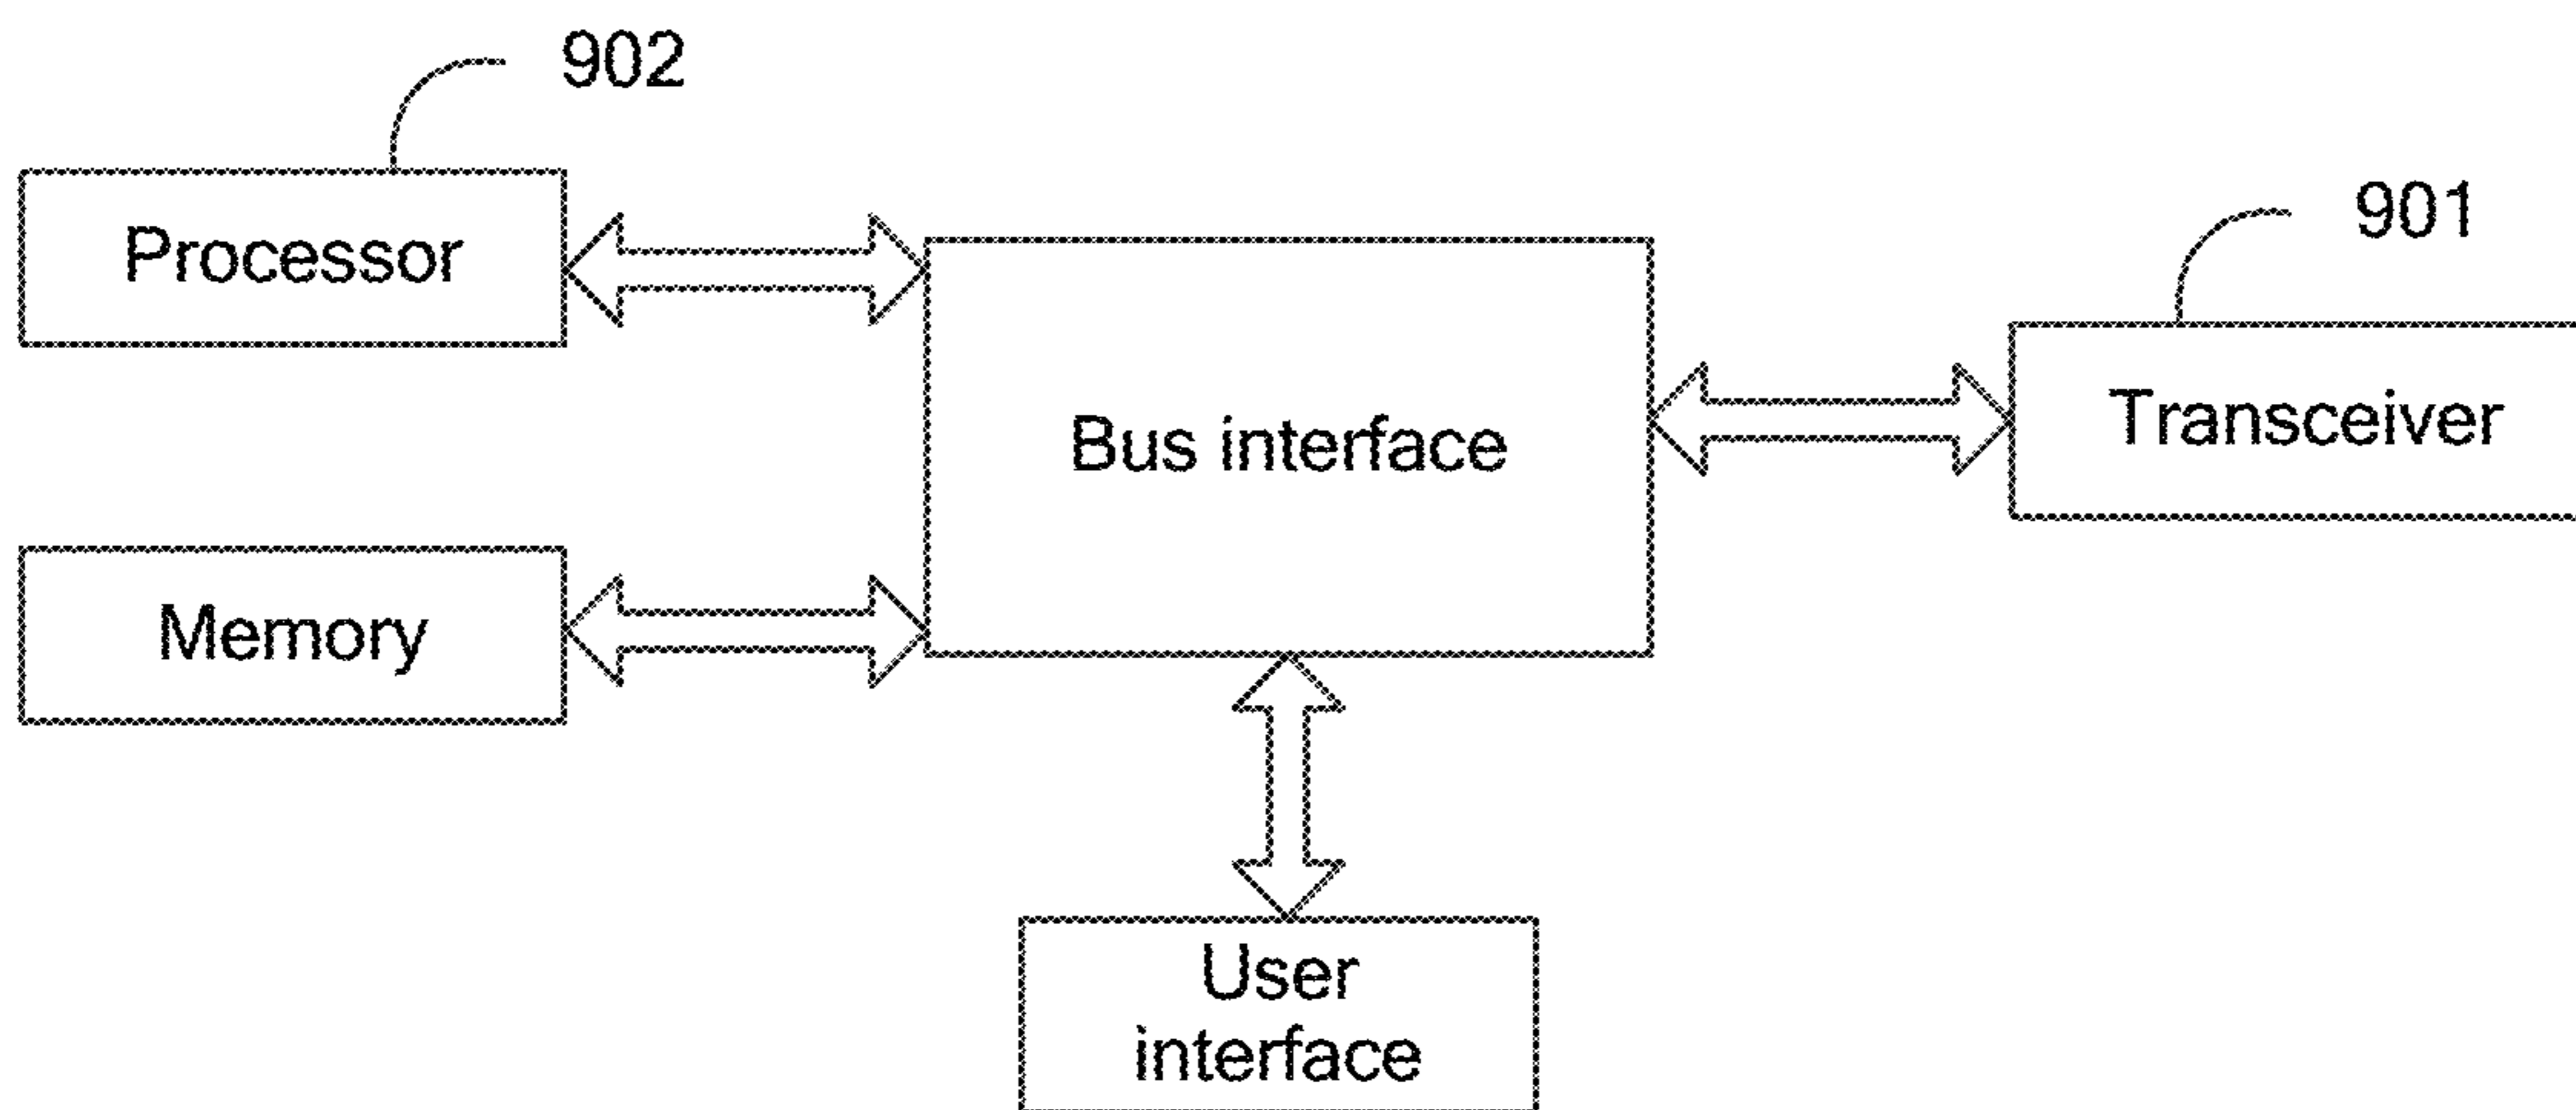 902
901
Processor
Bus interface
Transceiver
Memory
User
interface